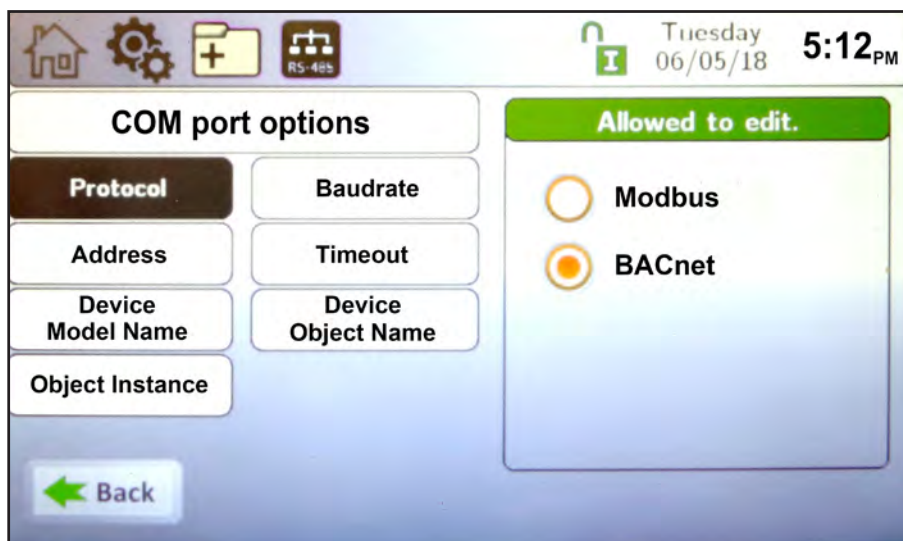 RS-485
I
Tuesday
06/05/18
5:12PM
COM port options
Protocol
Baudrate
Address
Timeout
Device
Model Name
Device
Object Name
Object Instance
Back
Allowed to edit.
Modbus
BACnet